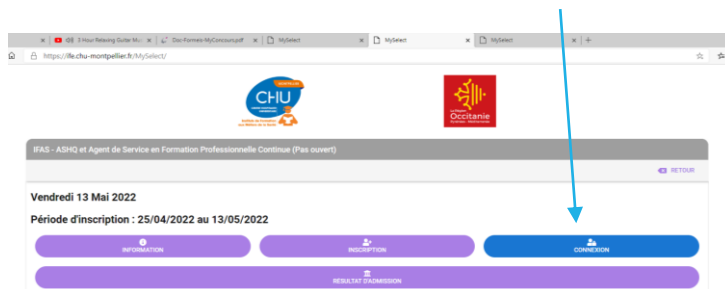 3 Hour Relaxing Guitar Mu
Doc-Formels-MyConcours.pdf
MySelect
MySelect
MySelect
https://ife.chu-montpellier.fr/MySelect/
CHU
La Région
Occitanie
Pyrénées - Méditerranée
IFAS - ASHQ et Agent de Service en Formation Professionnelle Continue (Pas ouvert)
RETOUR
Vendredi 13 Mai 2022
Période d'inscription : 25/04/2022 au 13/05/2022
INFORMATION
INSCRIPTION
CONNEXION
RESULTAT D'ADMISSION